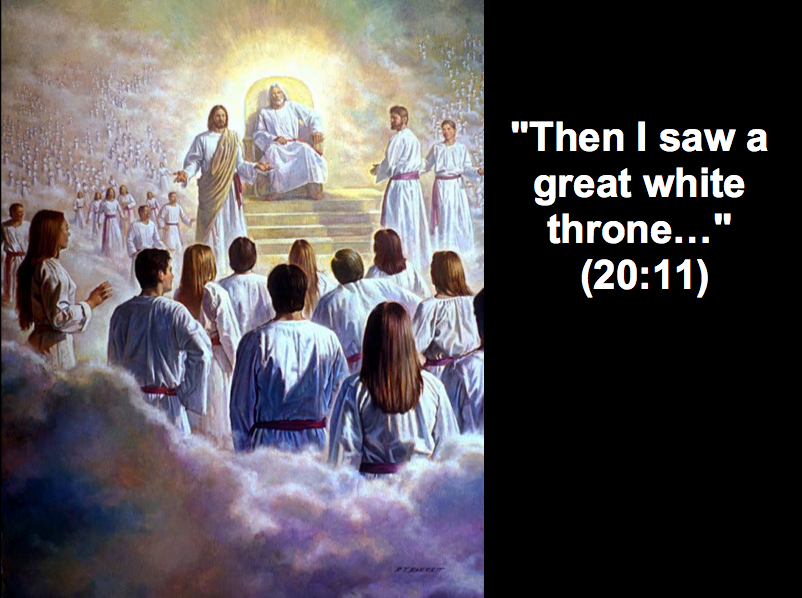 "Then I saw a
great white
throne…"
(20:11)